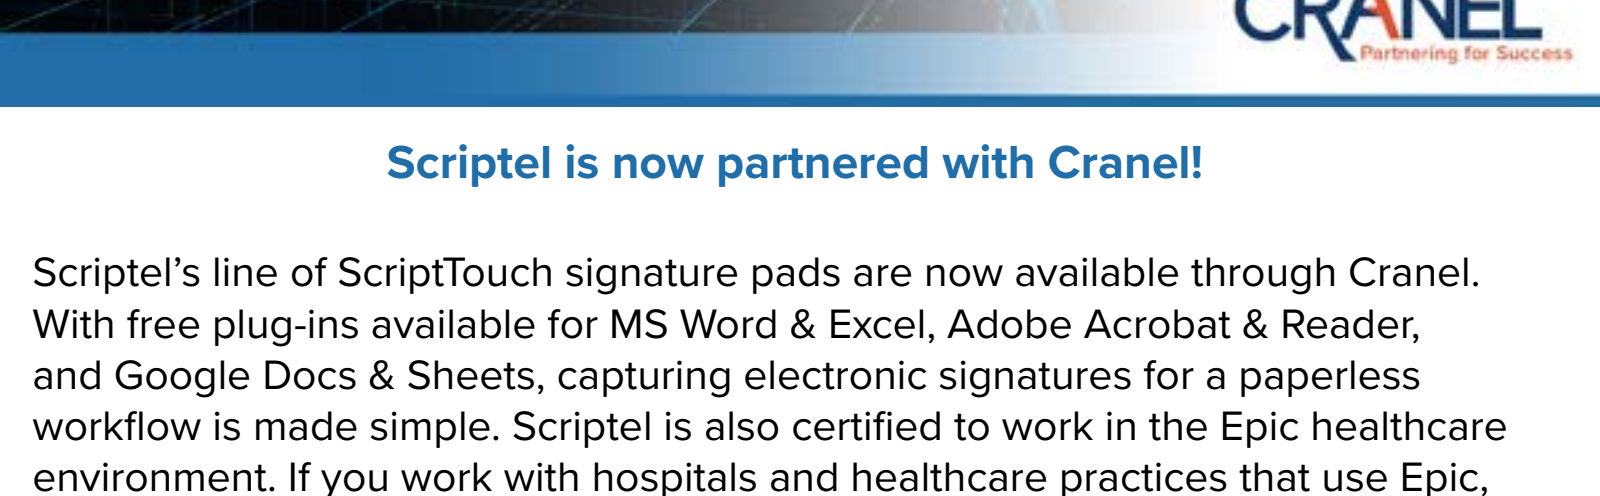 CRANEL
Partnering for Success
Scriptel is now partnered with Cranel!
Scriptel’s line of ScriptTouch signature pads are now available through Cranel.
With free plug-ins available for MS Word & Excel, Adobe Acrobat & Reader,
and Google Docs & Sheets, capturing electronic signatures for a paperless
workflow is made simple. Scriptel is also certified to work in the Epic healthcare
environment. If you work with hospitals and healthcare practices that use Epic,